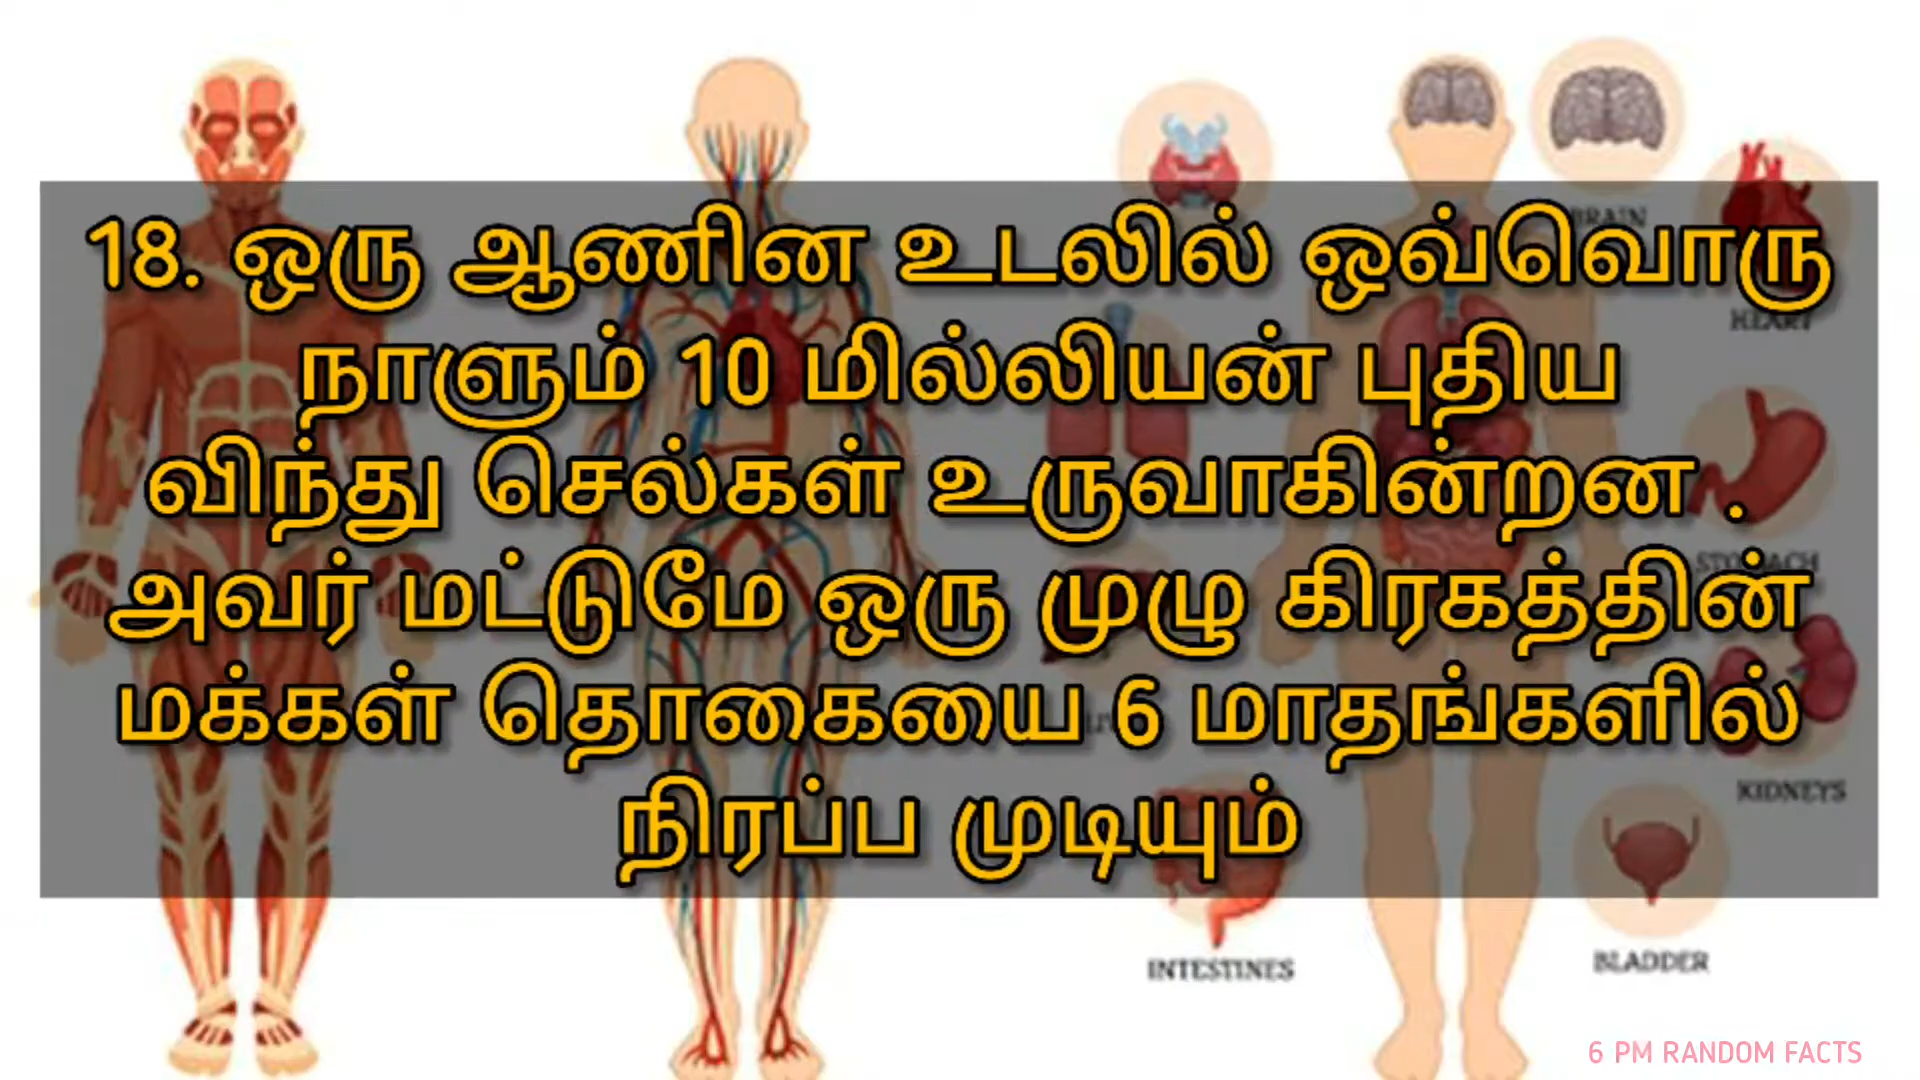 18. ஒரு ஆணின உடலில் ஒவ்வொரு
நாளும் 10 மில்லியன் புதிய
விந்து செல்கள் உருவாகின்றன .
அவர் மட்டுமே ஒரு முழு கிரகத்தின்
மக்கள் தொகையை 6 மாதங்களில்
நிரப்ப முடியும்
BRAIN
HEART
STOMACH
KIDNEYS
INTESTINES
BLADDER
6 PM RANDOM FACTS